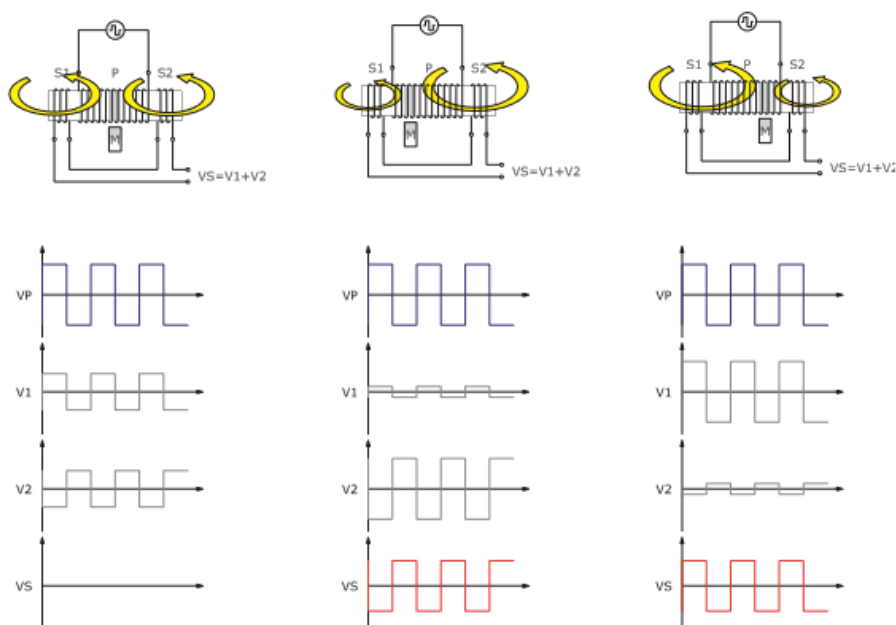 S1 P S2
M
VS=V1+V2
S1 P S2
M
VS=V1+V2
S1 P S2
M
VS=V1+V2
VP VP VP
V1 V1 V1
V2 V2 V2
VS VS VS